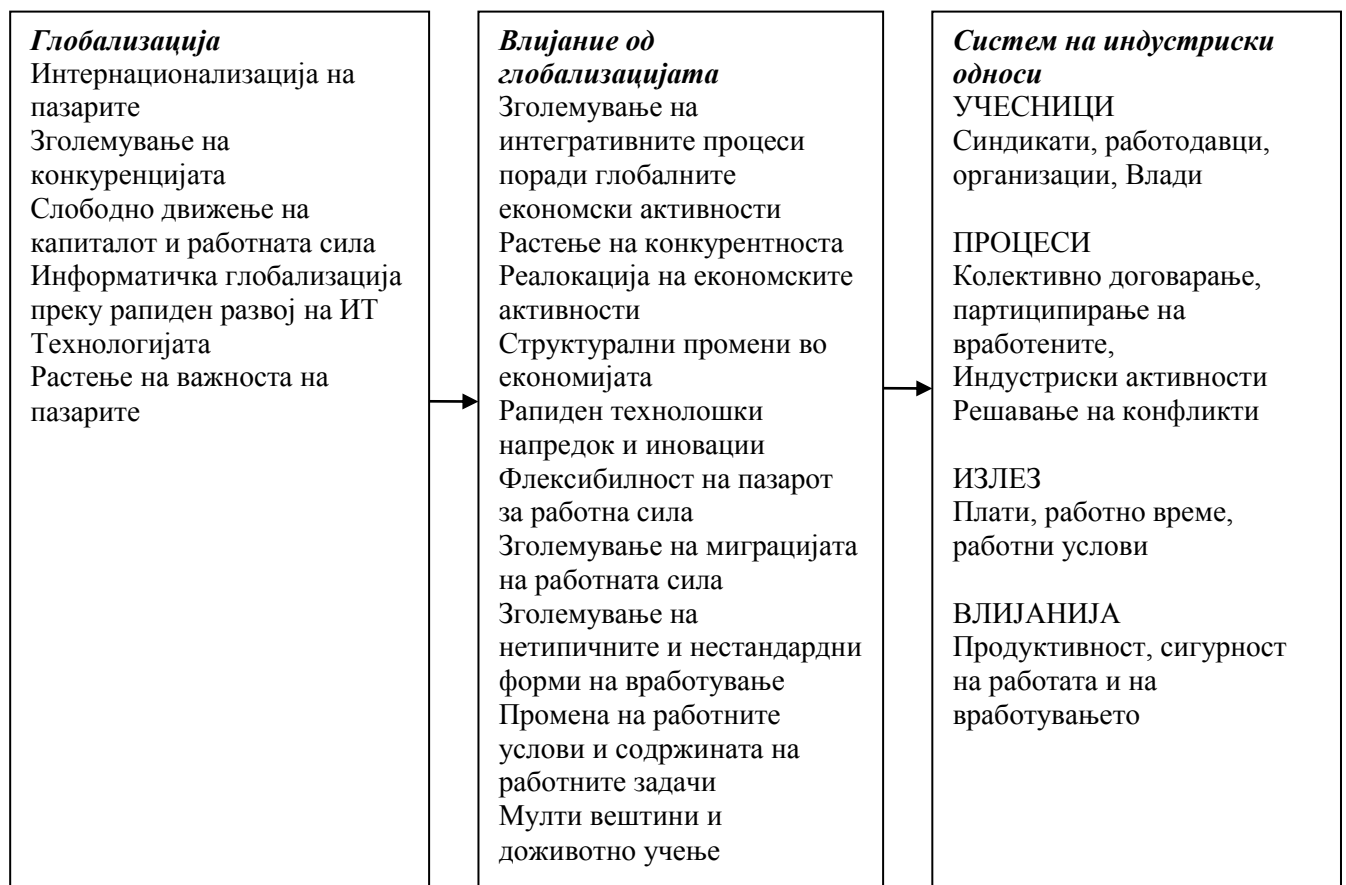 Глобализација
Интернационализација на
пазарите
Зголемување на
конкуренцијата
Слободно движење на
капиталот и работната сила
Информатичка глобализација
преку рапиден развој на ИТ
Технологијата
Растење на важноста на
пазарите
Влијание од
глобализацијата
Зголемување на
интегративните процеси
поради глобалните
економски активности
Растење на конкурентноста
Реалокација на економските
активности
Структурални промени во
економијата
Рапиден технолошки
напредок и иновации
Флексибилност на пазарот
за работна сила
Зголемување на миграцијата
на работната сила
Зголемување на
нетипичните и нестандардни
форми на вработување
Промена на работните
услови и содржината на
работните задачи
Мулти вештини и
доживотно учење
Систем на индустриски
односи
УЧЕСНИЦИ
Синдикати, работодавци,
организации, Влади
ПРОЦЕСИ
Колективно договарање,
партиципирање на
вработените,
Индустриски активности
Решавање на конфликти
ИЗЛЕЗ
Плати, работно време,
работни услови
ВЛИЈАНИЈА
Продуктивност, сигурност
на работата и на
вработувањето